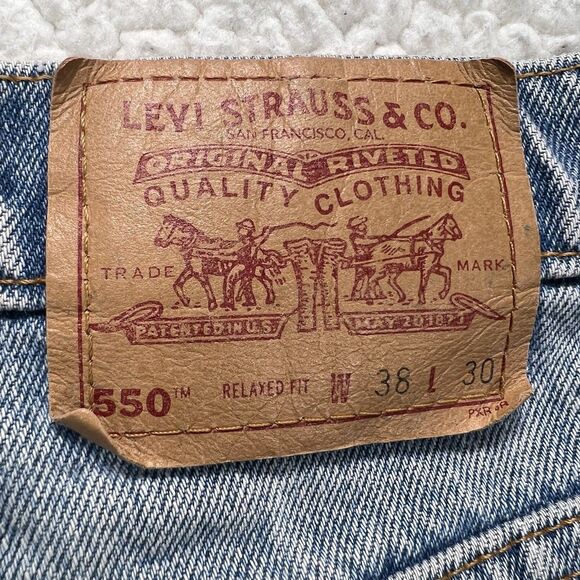 LEVI STRAUSS & CO.
SAN FRANCISCO, CAL.
ORIGINAL RIVETED
QUALITY CLOTHING
TRADE MARK
PATENTED IN U.S. MAY 20 1873
550™ RELAXED FIT W 38 L 30